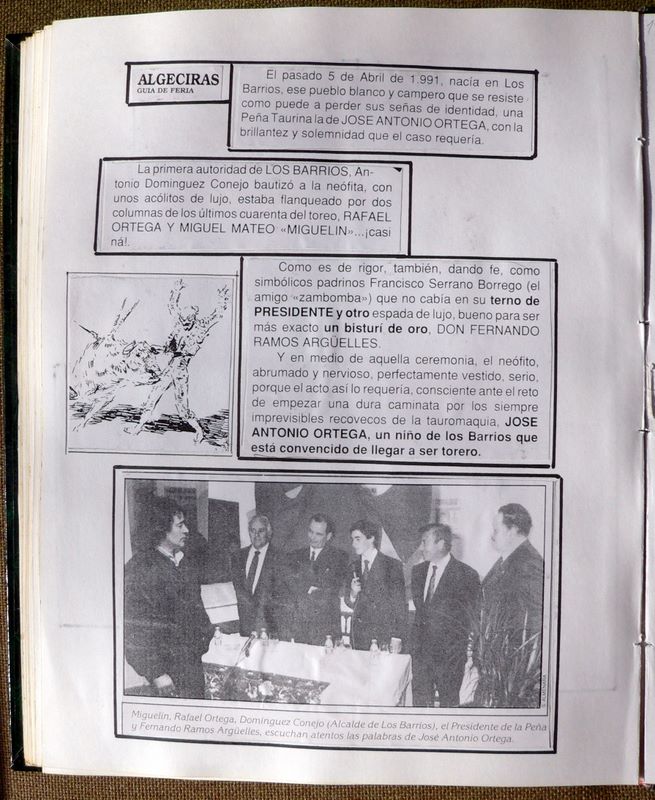 ALGECIRAS
GUIA DE FERIA
El pasado 5 de Abril de 1.991, nacía en Los
Barrios, ese pueblo blanco y campero que se resiste
como puede a perder sus señas de identidad, una
Peña Taurina la de JOSE ANTONIO ORTEGA, con la
brillantez y solemnidad que el caso requería.
La primera autoridad de LOS BARRIOS, An-
tonio Dominguez Conejo bautizó a la neófita, con
unos acólitos de lujo, estaba flanqueado por dos
columnas de los últimos cuarenta del toreo, RAFAEL
ORTEGA Y MIGUEL MATEO «MIGUELIN»...¡casi
ná!.
Como es de rigor, también, dando fe, como
simbólicos padrinos Francisco Serrano Borrego (el
amigo «zambomba») que no cabía en su terno de
PRESIDENTE y otro espada de lujo, bueno para ser
más exacto un bisturí de oro, DON FERNANDO
RAMOS ARGÜELLES.
Y en medio de aquella ceremonia, el neófito,
abrumado y nervioso, perfectamente vestido, serio,
porque el acto así lo requería, consciente ante el reto
de empezar una dura caminata por los siempre
imprevisibles recovecos de la tauromaquia, JOSE
ANTONIO ORTEGA, un niño de los Barrios que
está convencido de llegar a ser torero.
Miguelín, Rafael Ortega, Domínguez Conejo (Alcalde de Los Barrios), el Presidente de la Peña
y Fernando Ramos Argüelles, escuchan atentos las palabras de José Antonio Ortega.